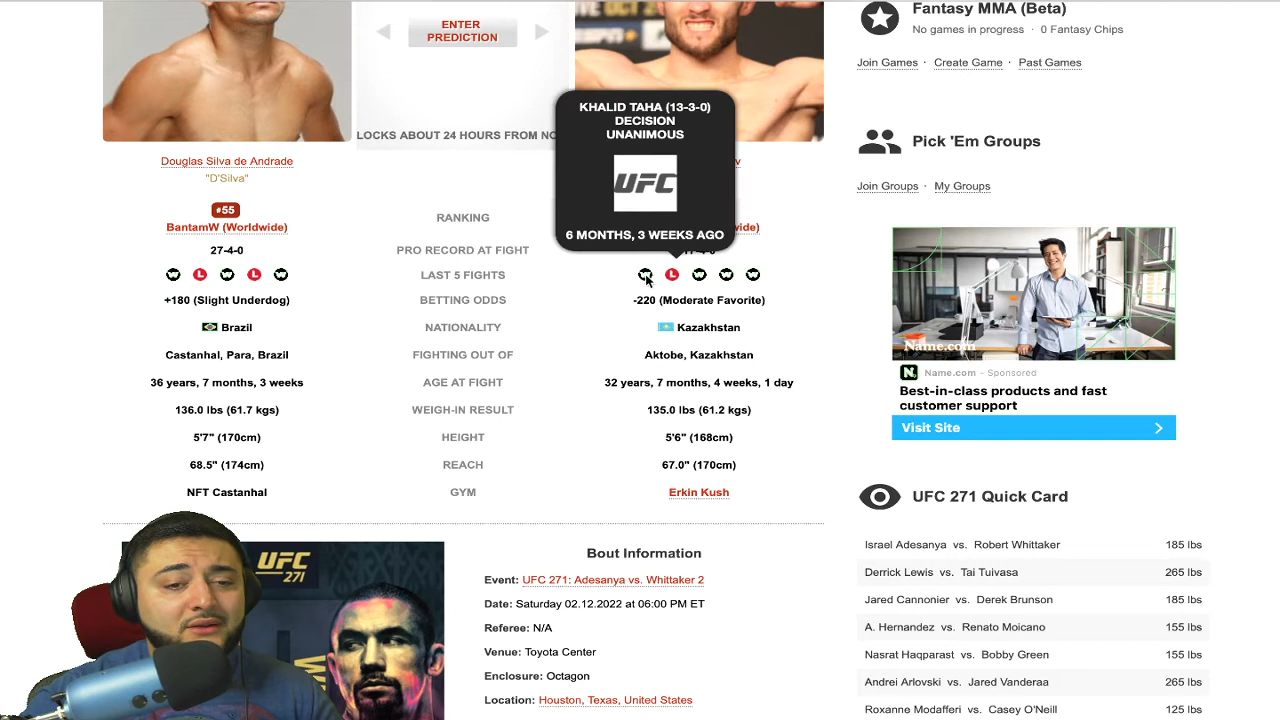 ENTER
PREDICTION
LOCKS ABOUT 24 HOURS FROM NO
KHALID TAHA (13-3-0)
DECISION
UNANIMOUS
UFC
6 MONTHS, 3 WEEKS AGO
Douglas Silva de Andrade
"D'Silva"
#55
BantamW (Worldwide)
RANKING
27-4-0 PRO RECORD AT FIGHT
W L W L W LAST 5 FIGHTS W L W W W
+180 (Slight Underdog) BETTING ODDS -220 (Moderate Favorite)
Brazil NATIONALITY Kazakhstan
Castanhal, Para, Brazil FIGHTING OUT OF Aktobe, Kazakhstan
36 years, 7 months, 3 weeks AGE AT FIGHT 32 years, 7 months, 4 weeks, 1 day
136.0 lbs (61.7 kgs) WEIGH-IN RESULT 135.0 lbs (61.2 kgs)
5'7" (170cm) HEIGHT 5'6" (168cm)
68.5" (174cm) REACH 67.0" (170cm)
NFT Castanhal GYM Erkin Kush
UFC
271
Bout Information
Event: UFC 271: Adesanya vs. Whittaker 2
Date: Saturday 02.12.2022 at 06:00 PM ET
Referee: N/A
Venue: Toyota Center
Enclosure: Octagon
Location: Houston, Texas, United States
Fantasy MMA (Beta)
No games in progress · 0 Fantasy Chips
Join Games · Create Game · Past Games
Pick 'Em Groups
Join Groups · My Groups
Name.com
Name.com – Sponsored
Best-in-class products and fast
customer support
Visit Site
UFC 271 Quick Card
Israel Adesanya vs. Robert Whittaker 185 lbs
Derrick Lewis vs. Tai Tuivasa 265 lbs
Jared Cannonier vs. Derek Brunson 185 lbs
A. Hernandez vs. Renato Moicano 155 lbs
Nasrat Haqparast vs. Bobby Green 155 lbs
Andrei Arlovski vs. Jared Vanderaa 265 lbs
Roxanne Modafferi vs. Casey O'Neill 125 lbs